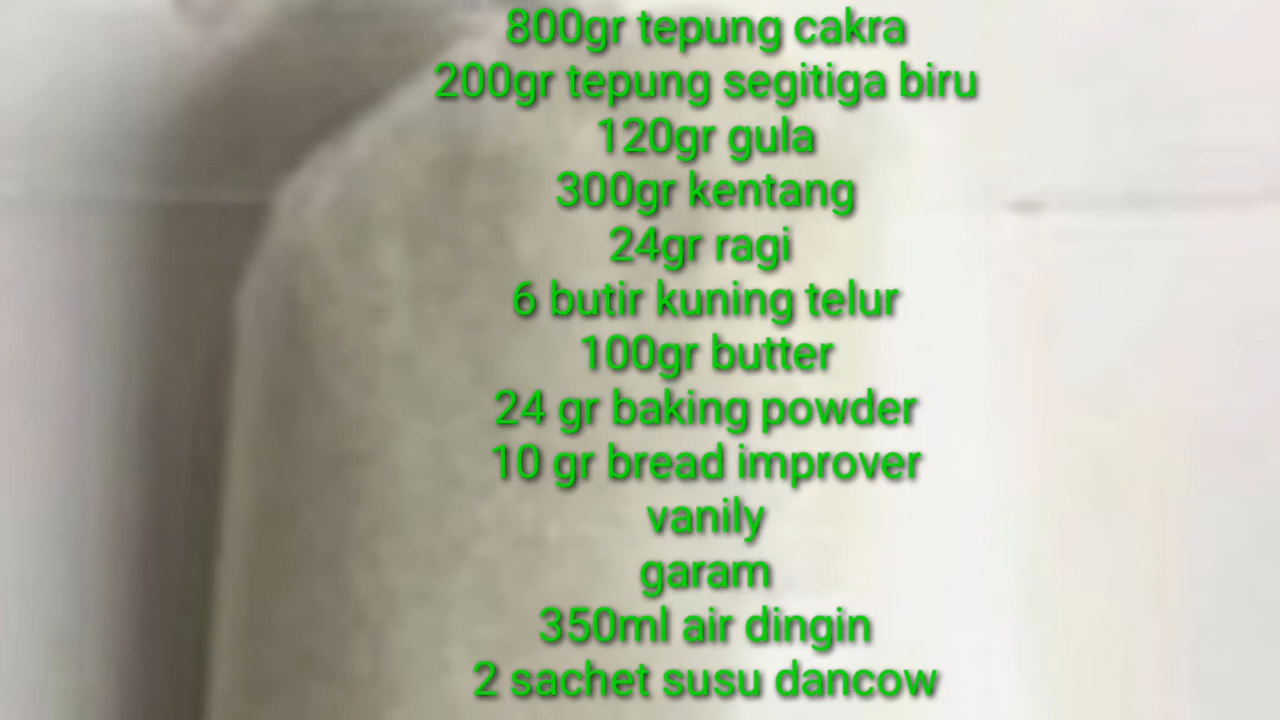 800gr tepung cakra
200gr tepung segitiga biru
120gr gula
300gr kentang
24gr ragi
6 butir kuning telur
100gr butter
24 gr baking powder
10 gr bread improver
vanily
garam
350ml air dingin
2 sachet susu dancow